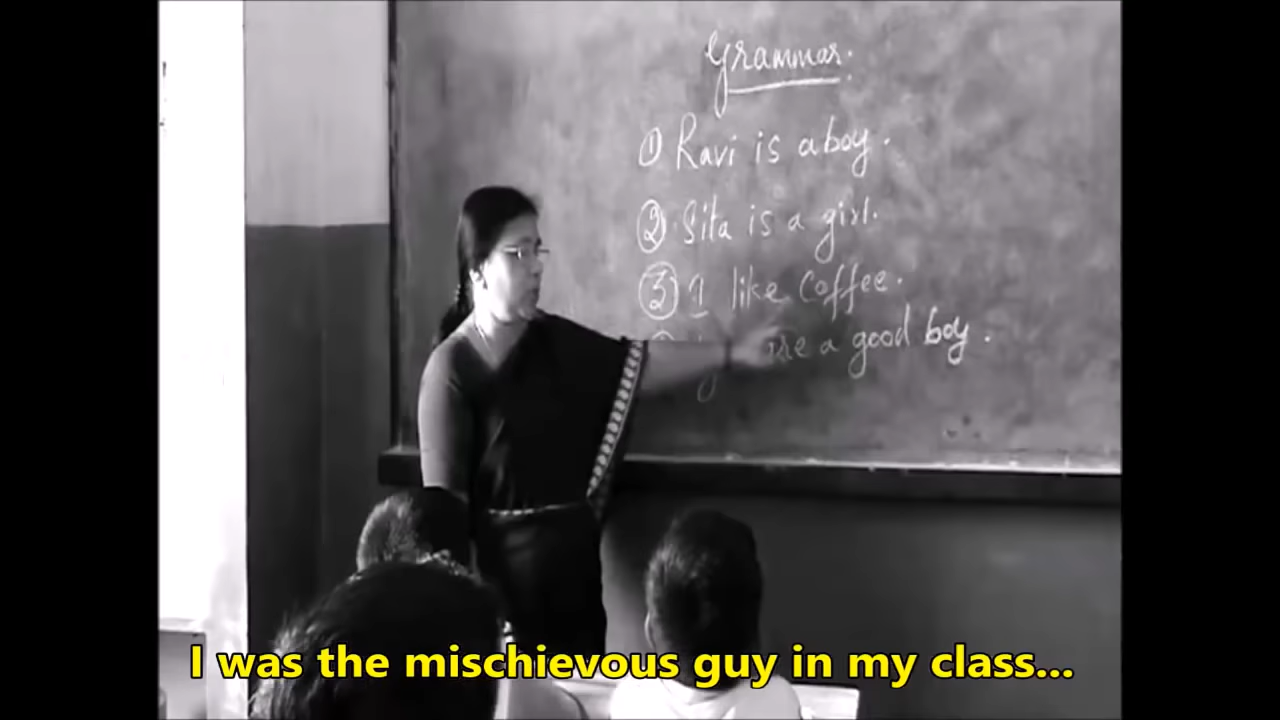 Grammar.
① Ravi is a boy.
② Sita is a girl.
③ I like Coffee.
are a good boy.
I was the mischievous guy in my class...